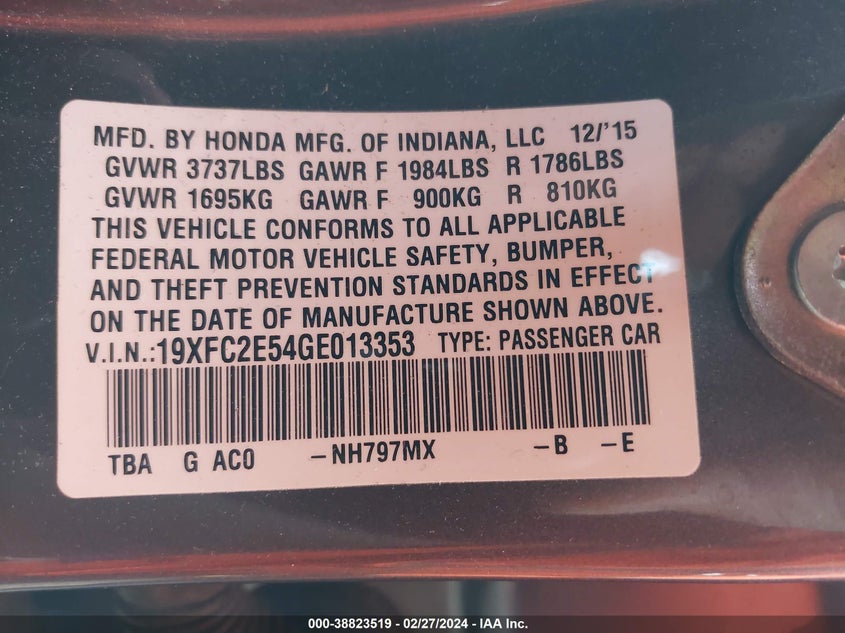 MFD. BY HONDA MFG. OF INDIANA, LLC 12/'15
GVWR 3737LBS GAWR F 1984LBS R 1786LBS
GVWR 1695KG GAWR F 900KG R 810KG
THIS VEHICLE CONFORMS TO ALL APPLICABLE
FEDERAL MOTOR VEHICLE SAFETY, BUMPER,
AND THEFT PREVENTION STANDARDS IN EFFECT
ON THE DATE OF MANUFACTURE SHOWN ABOVE.
V.I.N.:19XFC2E54GE013353 TYPE: PASSENGER CAR
TBA G AC0 -NH797MX -B -E
000-38823519 - 02/27/2024 - IAA Inc.